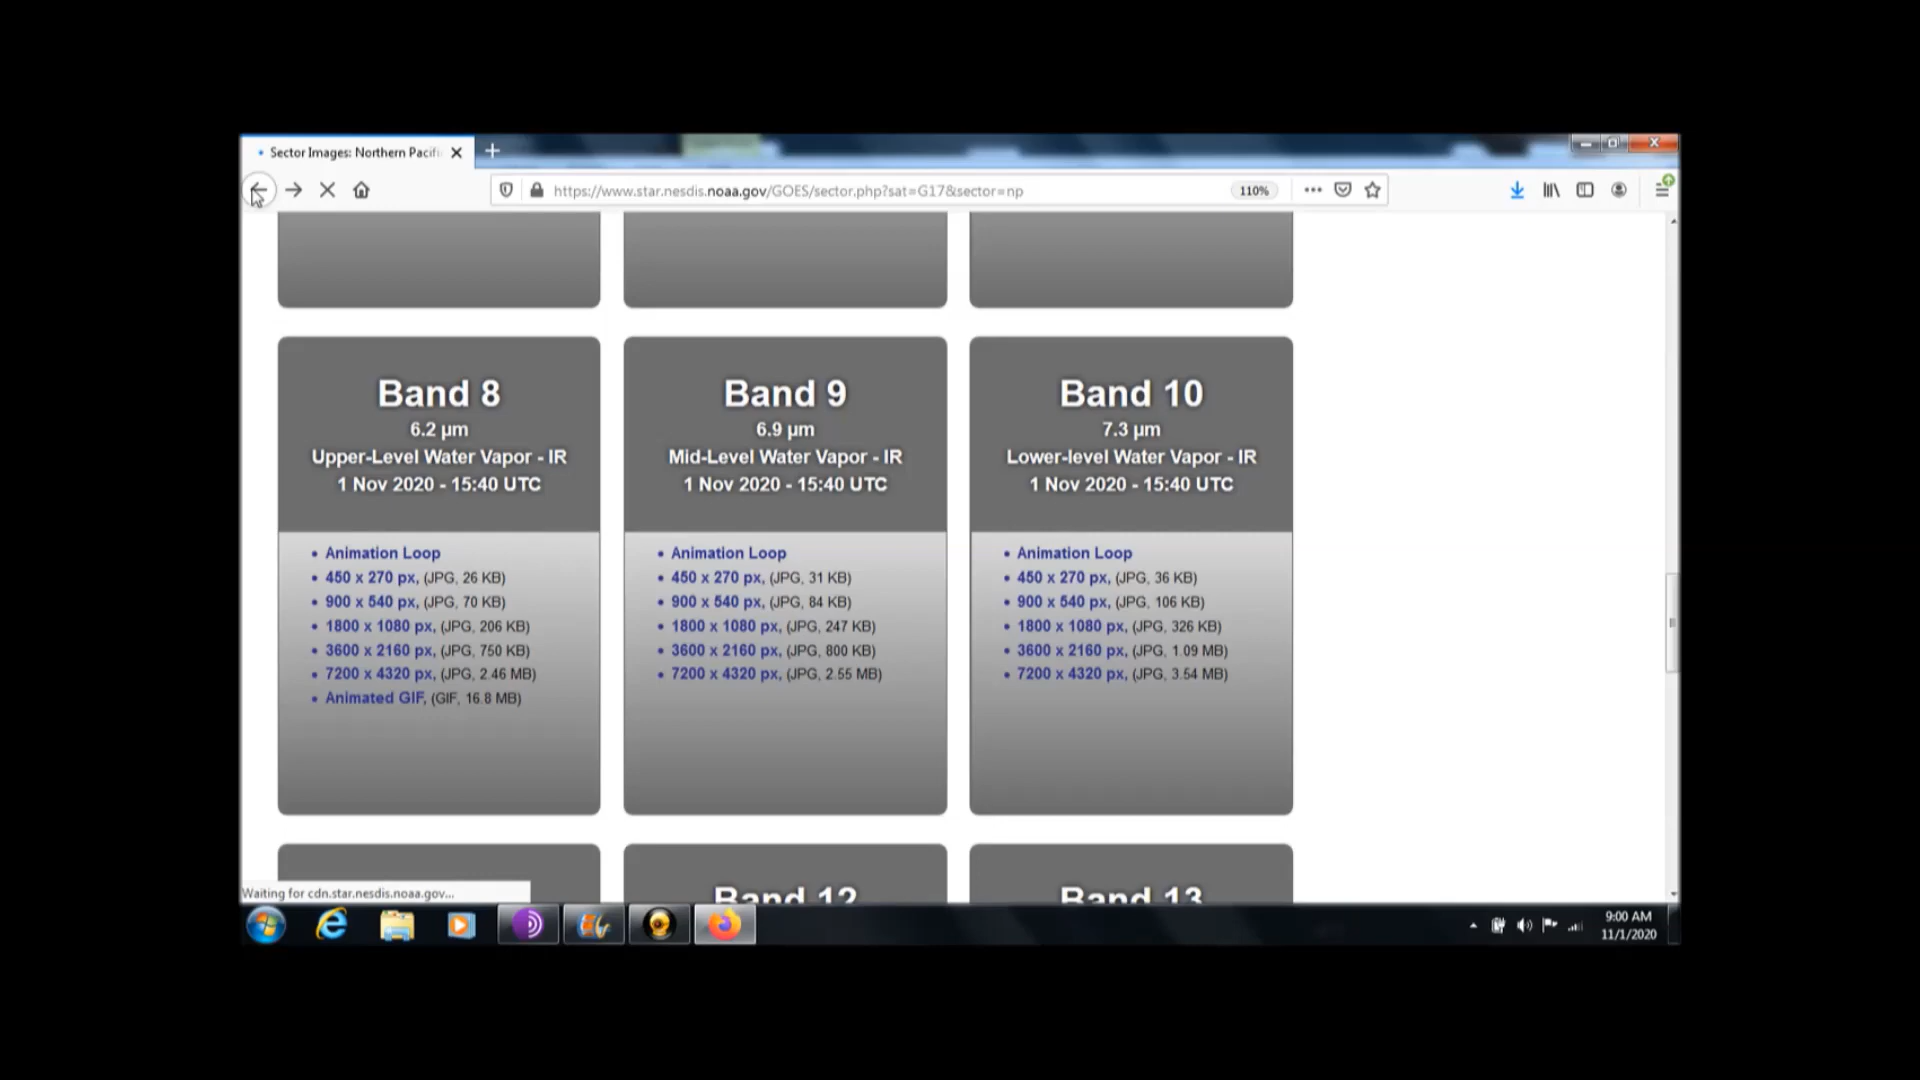 Sector Images: Northern Pacifi
https://www.star.nesdis.noaa.gov/GOES/sector.php?sat=G17&sector=np
110%
Band 8
6.2 µm
Upper-Level Water Vapor - IR
1 Nov 2020 - 15:40 UTC
Animation Loop
450 x 270 px, (JPG, 26 KB)
900 x 540 px, (JPG, 70 KB)
1800 x 1080 px, (JPG, 206 KB)
3600 x 2160 px, (JPG, 750 KB)
7200 x 4320 px, (JPG, 2.46 MB)
Animated GIF, (GIF, 16.8 MB)
Band 9
6.9 µm
Mid-Level Water Vapor - IR
1 Nov 2020 - 15:40 UTC
Animation Loop
450 x 270 px, (JPG, 31 KB)
900 x 540 px, (JPG, 84 KB)
1800 x 1080 px, (JPG, 247 KB)
3600 x 2160 px, (JPG, 800 KB)
7200 x 4320 px, (JPG, 2.55 MB)
Band 10
7.3 µm
Lower-level Water Vapor - IR
1 Nov 2020 - 15:40 UTC
Animation Loop
450 x 270 px, (JPG, 36 KB)
900 x 540 px, (JPG, 106 KB)
1800 x 1080 px, (JPG, 326 KB)
3600 x 2160 px, (JPG, 1.09 MB)
7200 x 4320 px, (JPG, 3.54 MB)
Band 12
Band 13
Waiting for cdn.star.nesdis.noaa.gov...
9:00 AM
11/1/2020